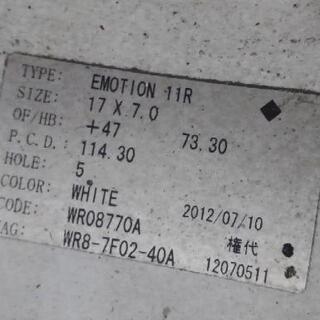 TYPE: EMOTION 11R
SIZE: 17 X 7.0
OF/HB: +47 73.30
P.C.D.: 114.30
HOLE: 5
COLOR: WHITE
CODE: WR08770A 2012/07/10
AG: WR8-7F02-40A 権代 12070511